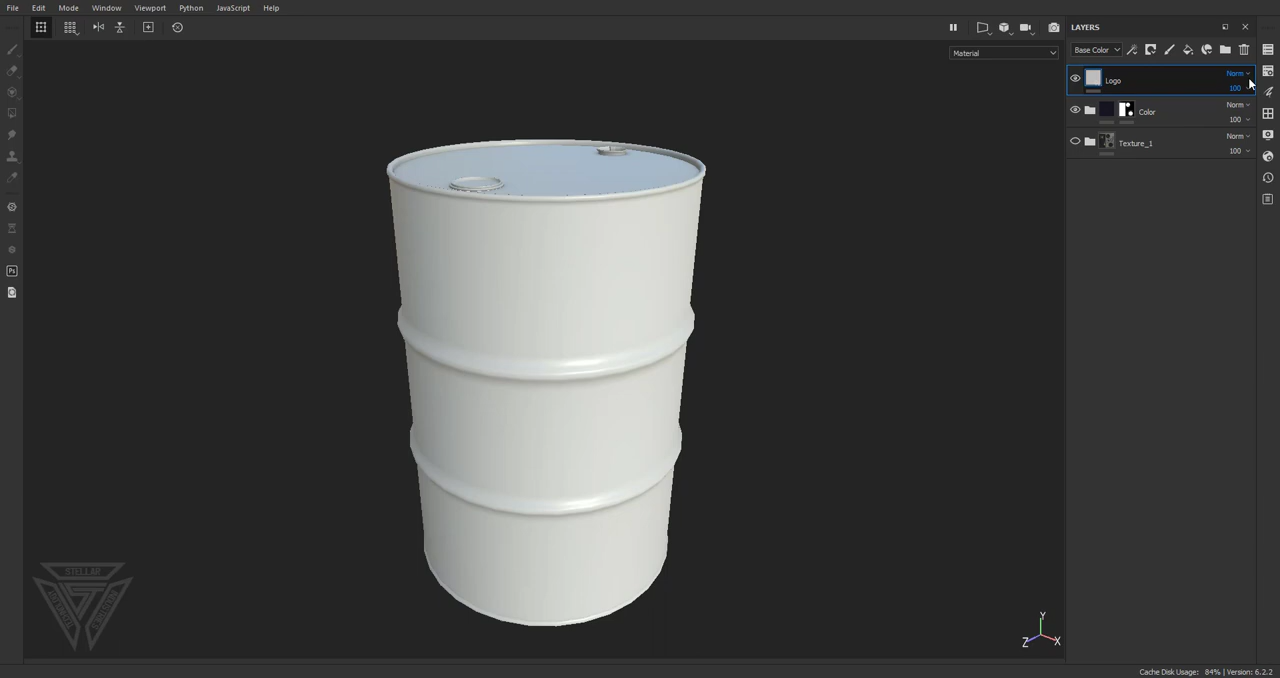 File Edit Mode Window Viewport Python JavaScript Help
LAYERS
Base Color
Material
Norm
Logo
100
Norm
Color
100
Norm
Texture_1
100
Ps
STELLAR
Y
Z X
Cache Disk Usage: 84% | Version: 6.2.2